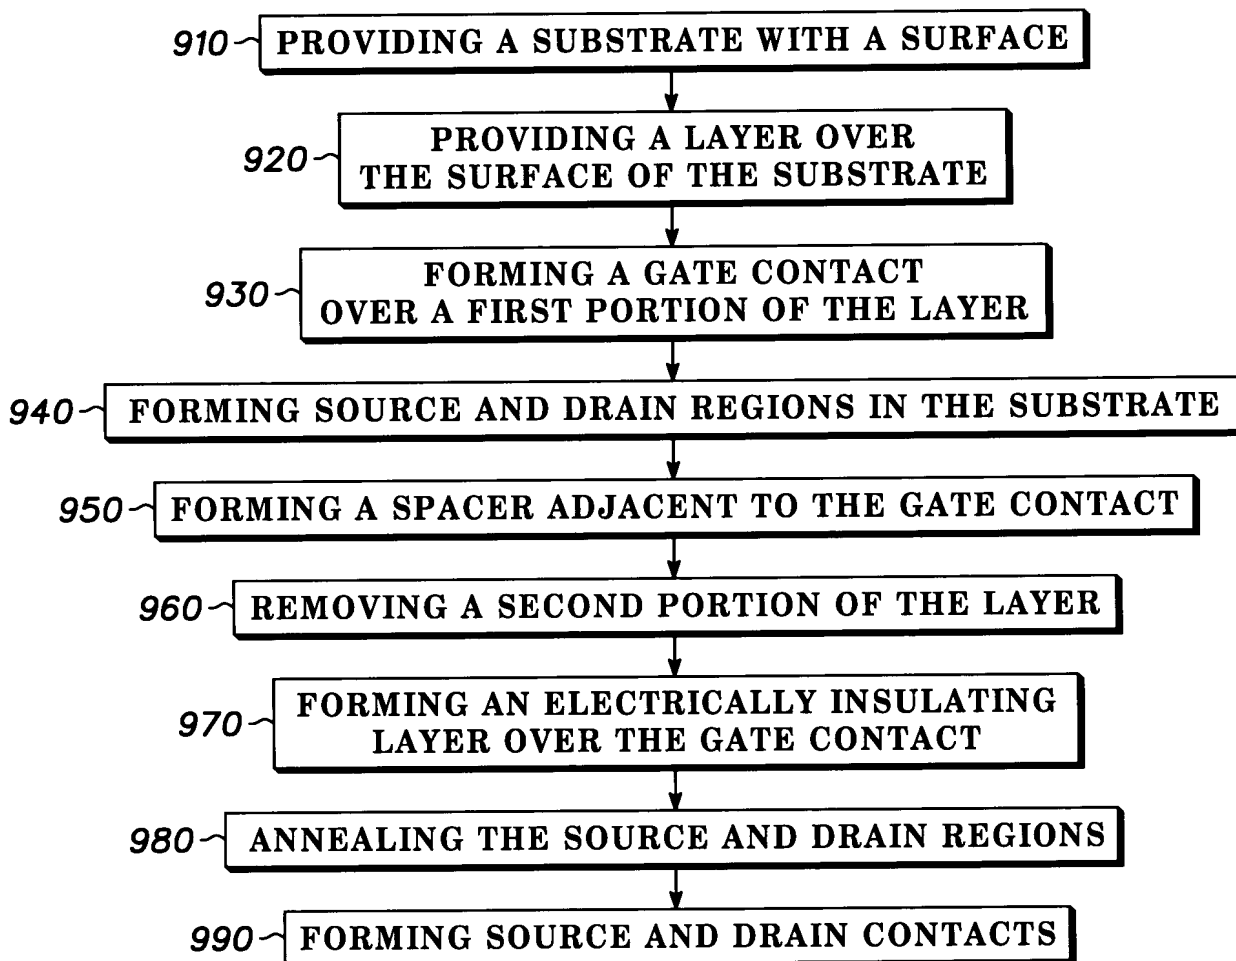 910 PROVIDING A SUBSTRATE WITH A SURFACE
920 PROVIDING A LAYER OVER
THE SURFACE OF THE SUBSTRATE
930 FORMING A GATE CONTACT
OVER A FIRST PORTION OF THE LAYER
940 FORMING SOURCE AND DRAIN REGIONS IN THE SUBSTRATE
950 FORMING A SPACER ADJACENT TO THE GATE CONTACT
960 REMOVING A SECOND PORTION OF THE LAYER
970 FORMING AN ELECTRICALLY INSULATING
LAYER OVER THE GATE CONTACT
980 ANNEALING THE SOURCE AND DRAIN REGIONS
990 FORMING SOURCE AND DRAIN CONTACTS